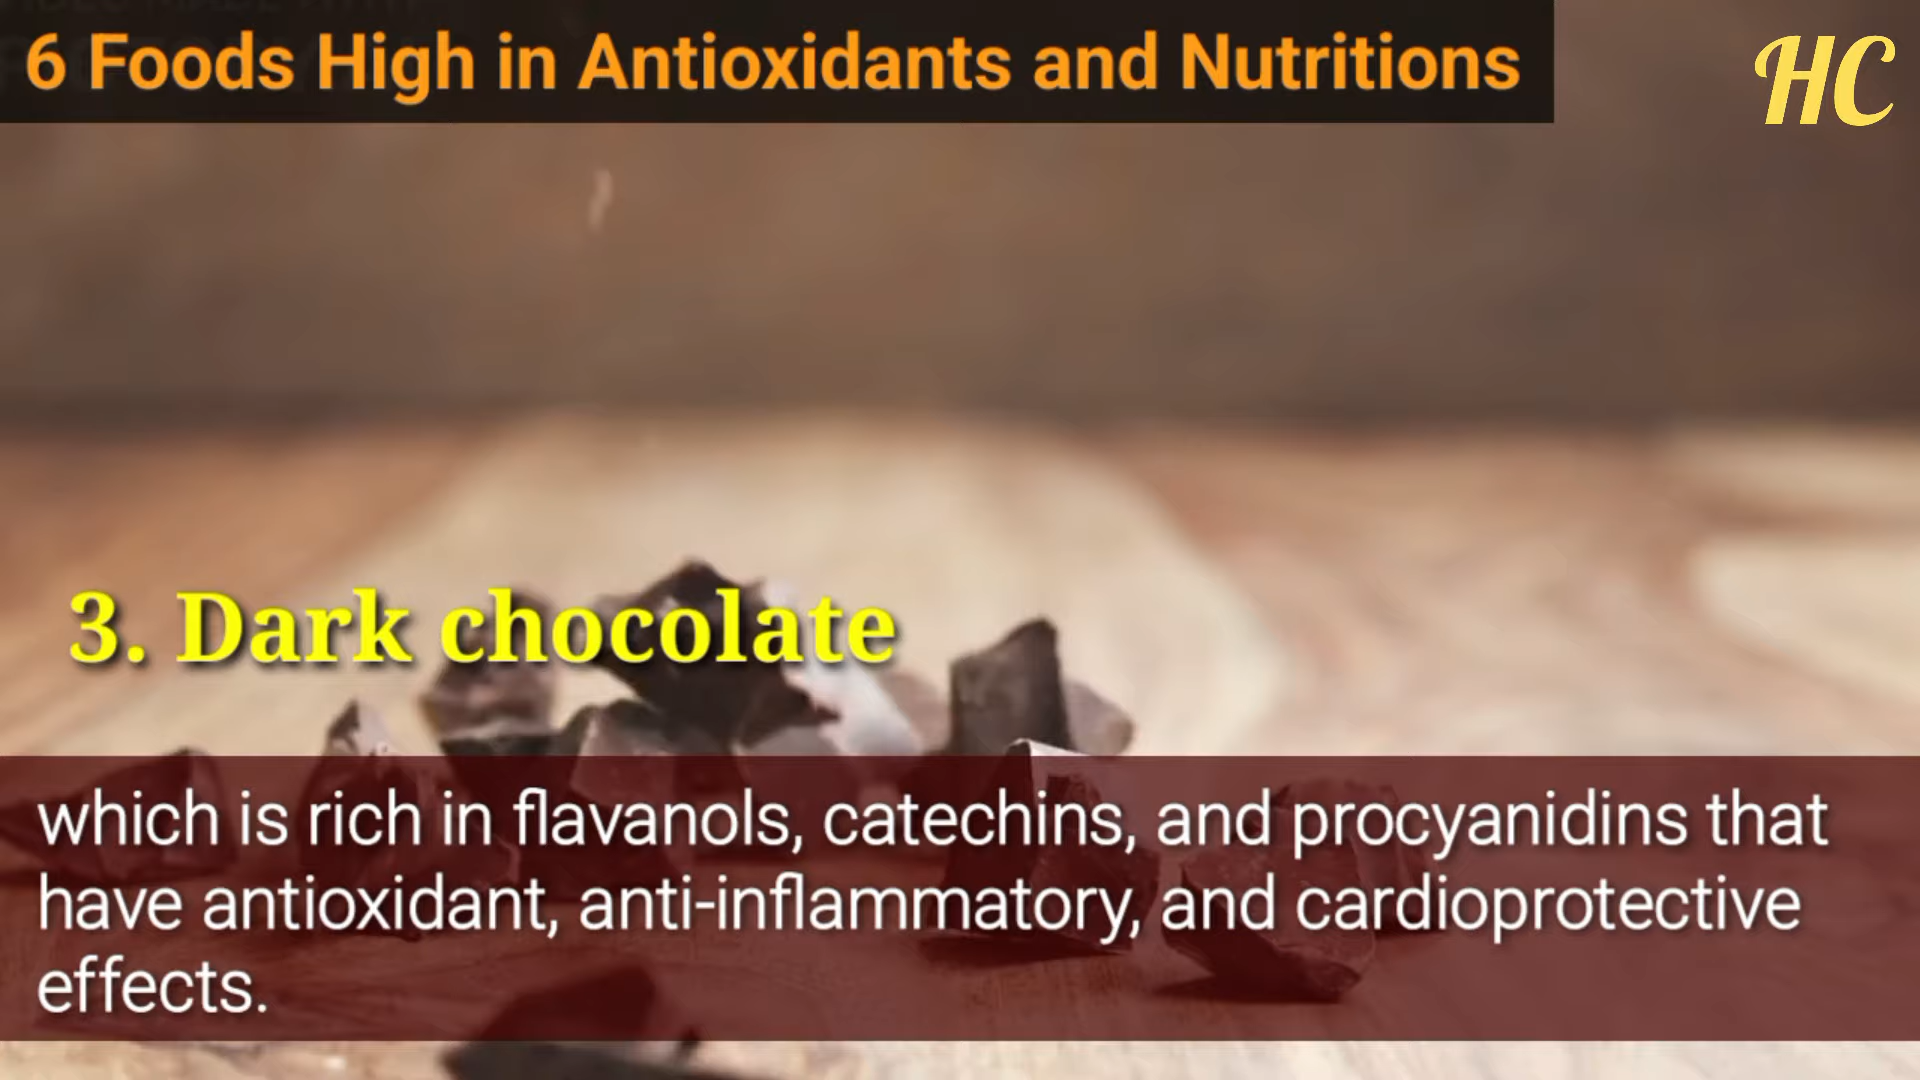 6 Foods High in Antioxidants and Nutritions
HC
3. Dark chocolate
which is rich in flavanols, catechins, and procyanidins that
have antioxidant, anti-inflammatory, and cardioprotective
effects.